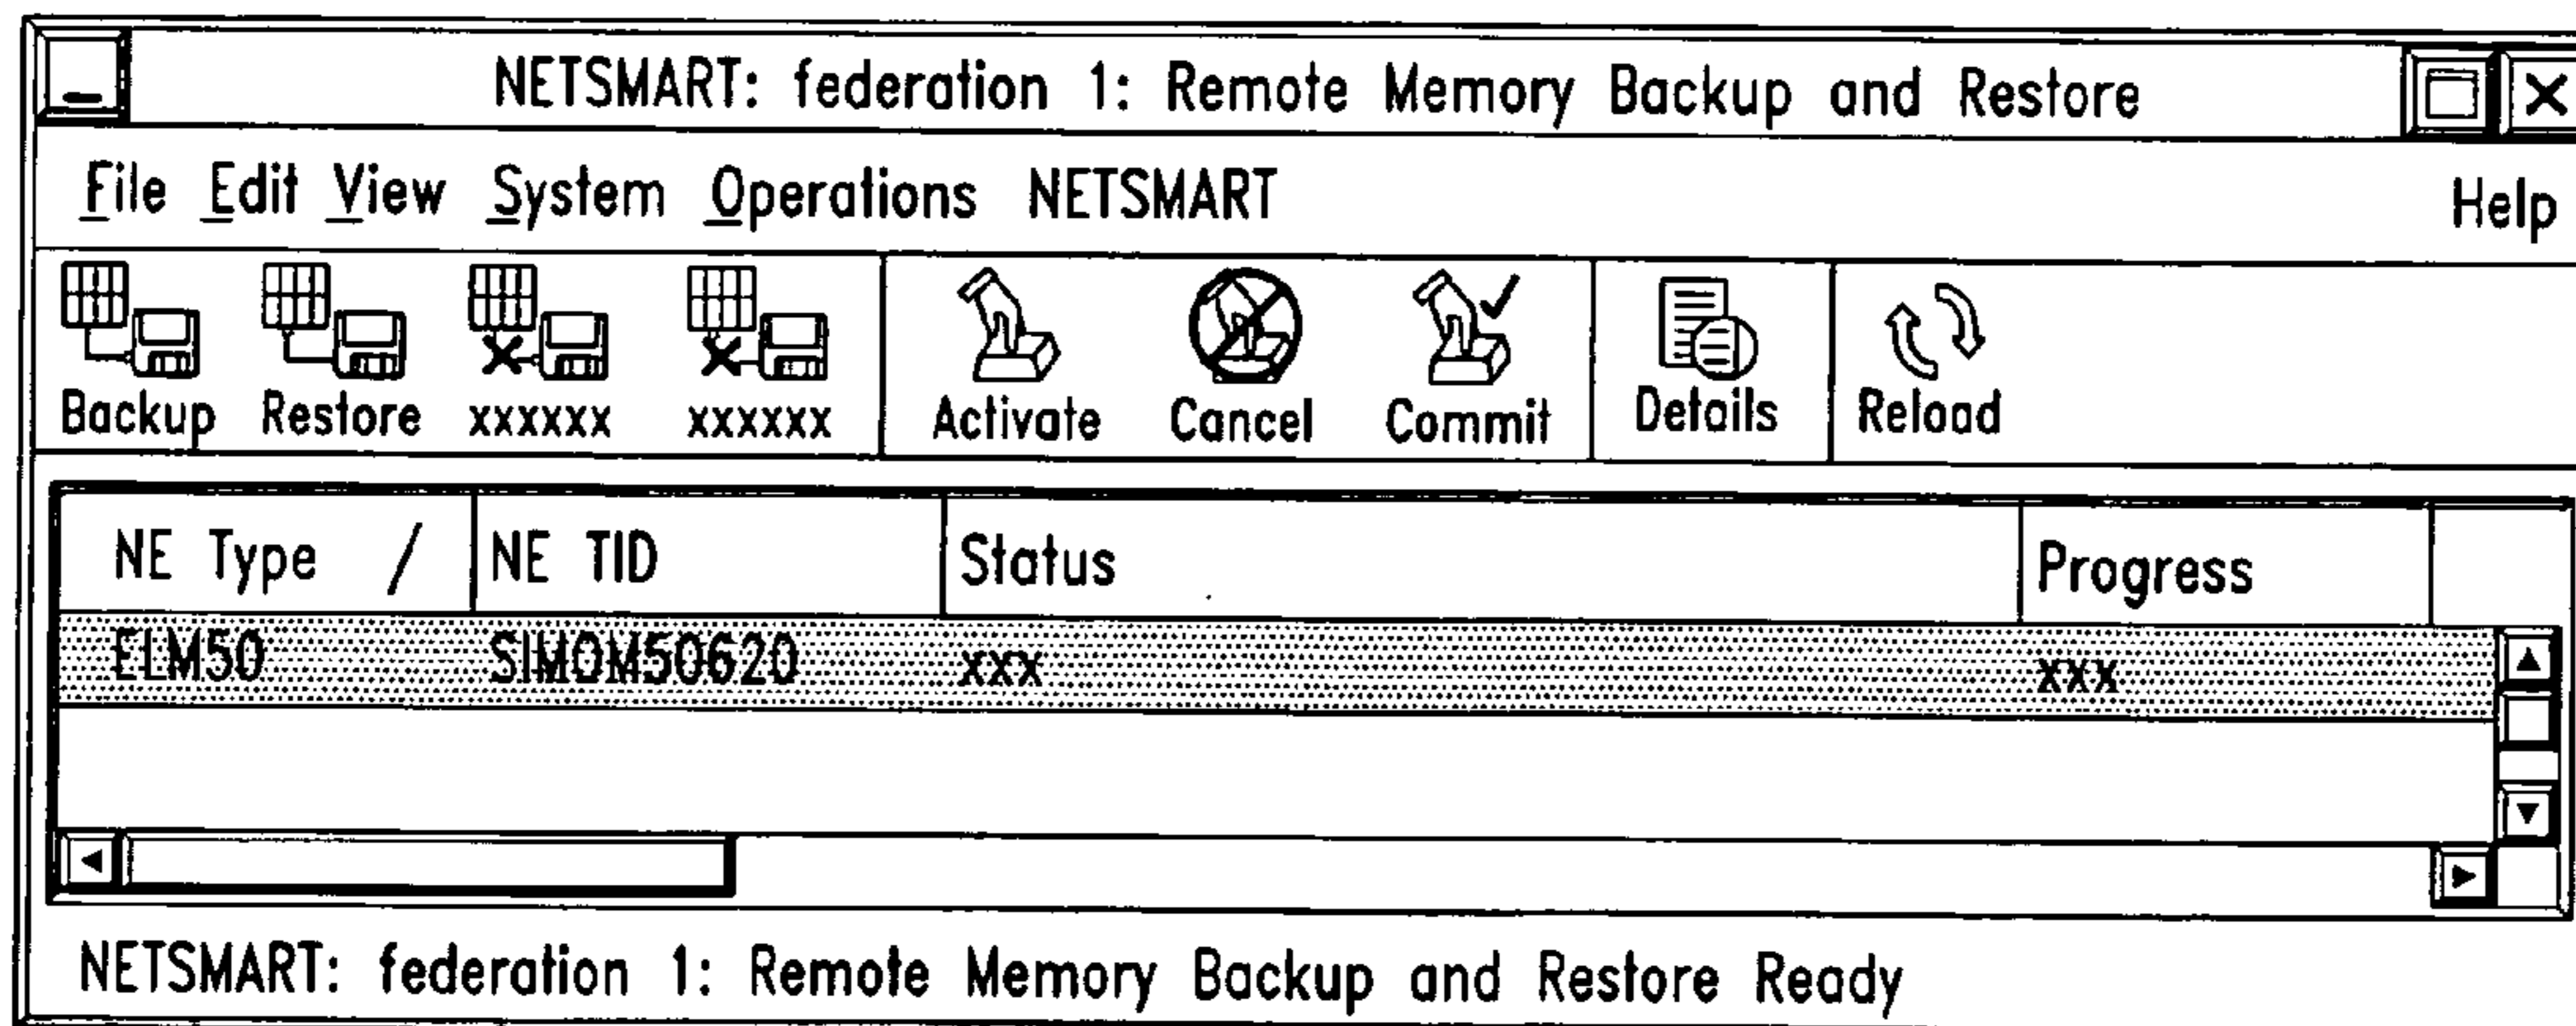 NETSMART: federation 1: Remote Memory Backup and Restore
File Edit View System Operations NETSMART Help
Backup Restore xxxxxx xxxxxx Activate Cancel Commit Details Reload
NE Type / NE TID Status Progress
ELM50 SIMOM50620 xxx xxx
NETSMART: federation 1: Remote Memory Backup and Restore Ready